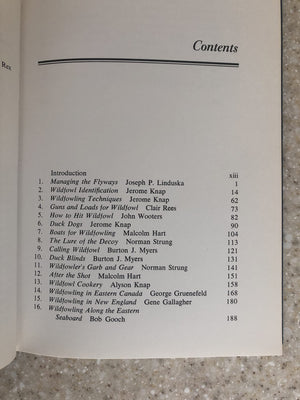 Rux
Contents
Introduction xiii
1. Managing the Flyways Joseph P. Linduska 1
2. Wildfowl Identification Jerome Knap 14
3. Wildfowling Techniques Jerome Knap 62
4. Guns and Loads for Wildfowl Clair Rees 73
5. How to Hit Wildfowl John Wooters 82
6. Duck Dogs Jerome Knap 90
7. Boats for Wildfowling Malcolm Hart 104
8. The Lure of the Decoy Norman Strung 113
9. Calling Wildfowl Burton J. Myers 121
10. Duck Blinds Burton J. Myers 131
11. Wildfowler's Garb and Gear Norman Strung 141
12. After the Shot Malcolm Hart 151
13. Wildfowl Cookery Alyson Knap 158
14. Wildfowling in Eastern Canada George Gruenefeld 168
15. Wildfowling in New England Gene Gallagher 180
16. Wildfowling Along the Eastern
Seaboard Bob Gooch 188